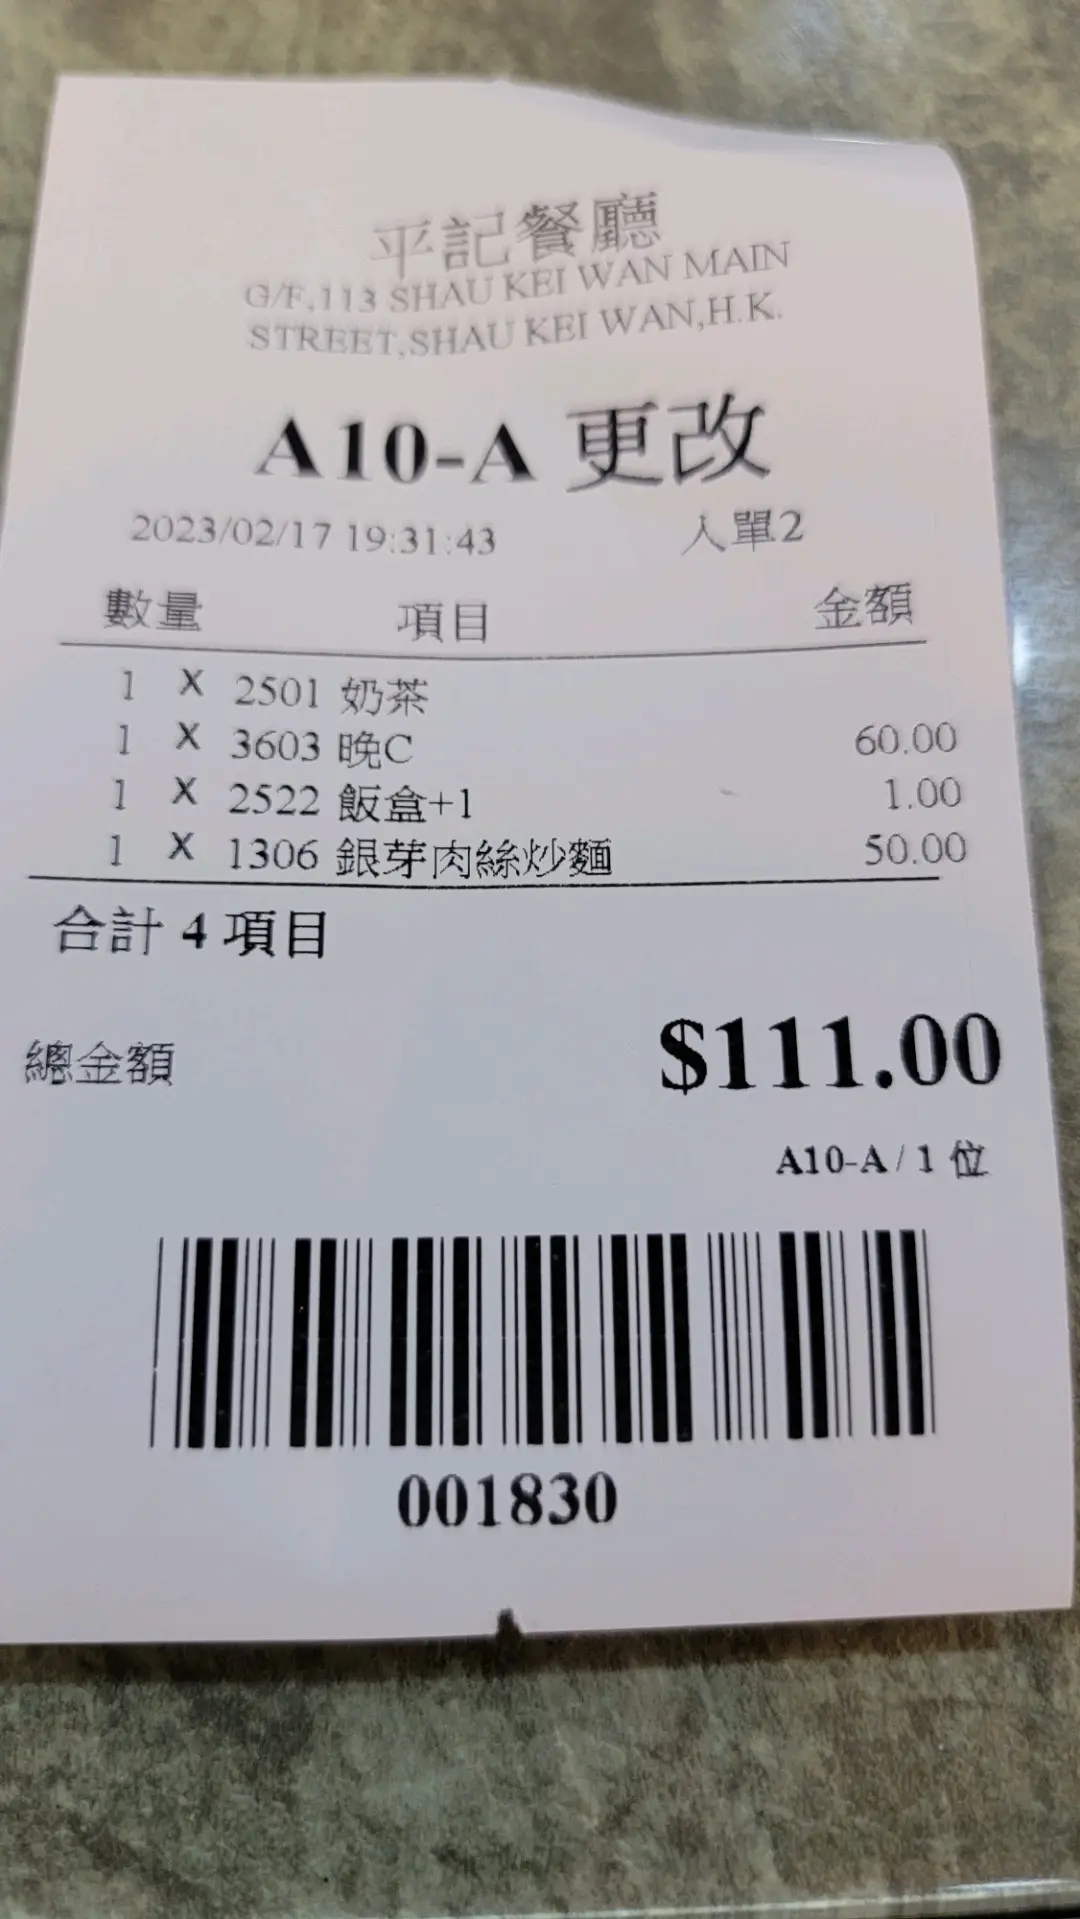 平記餐廳
G/F,113 SHAU KEI WAN MAIN
STREET,SHAU KEI WAN,H.K.
A10-A 更改
2023/02/17 19:31:43 入單2
數量 項目 金額
1 X 2501 奶茶
1 X 3603 晚C 60.00
1 X 2522 飯盒+1 1.00
1 X 1306 銀芽肉絲炒麵 50.00
合計 4 項目
總金額 $111.00
A10-A / 1 位
001830